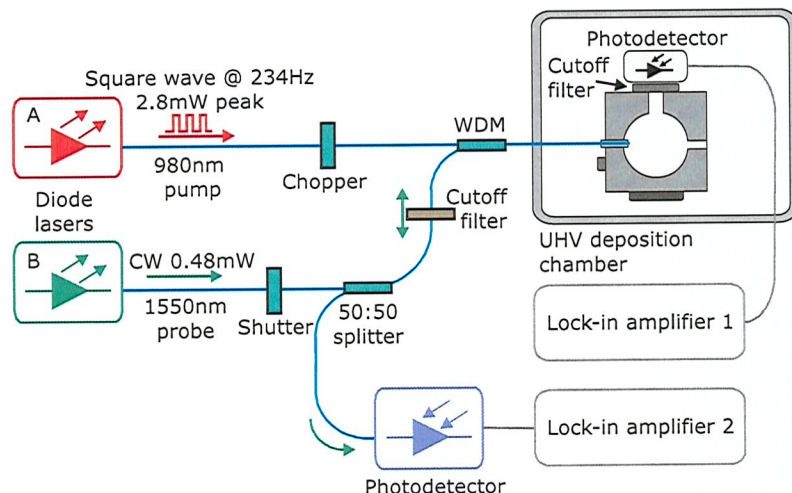 Photodetector
Square wave @ 234Hz
2.8mW peak
Cutoff
filter
A
WDM
980nm
pump
Chopper
Diode
lasers
Cutoff
filter
UHV deposition
chamber
B
CW 0.48mW
1550nm
probe
Shutter
50:50
splitter
Lock-in amplifier 1
Lock-in amplifier 2
Photodetector